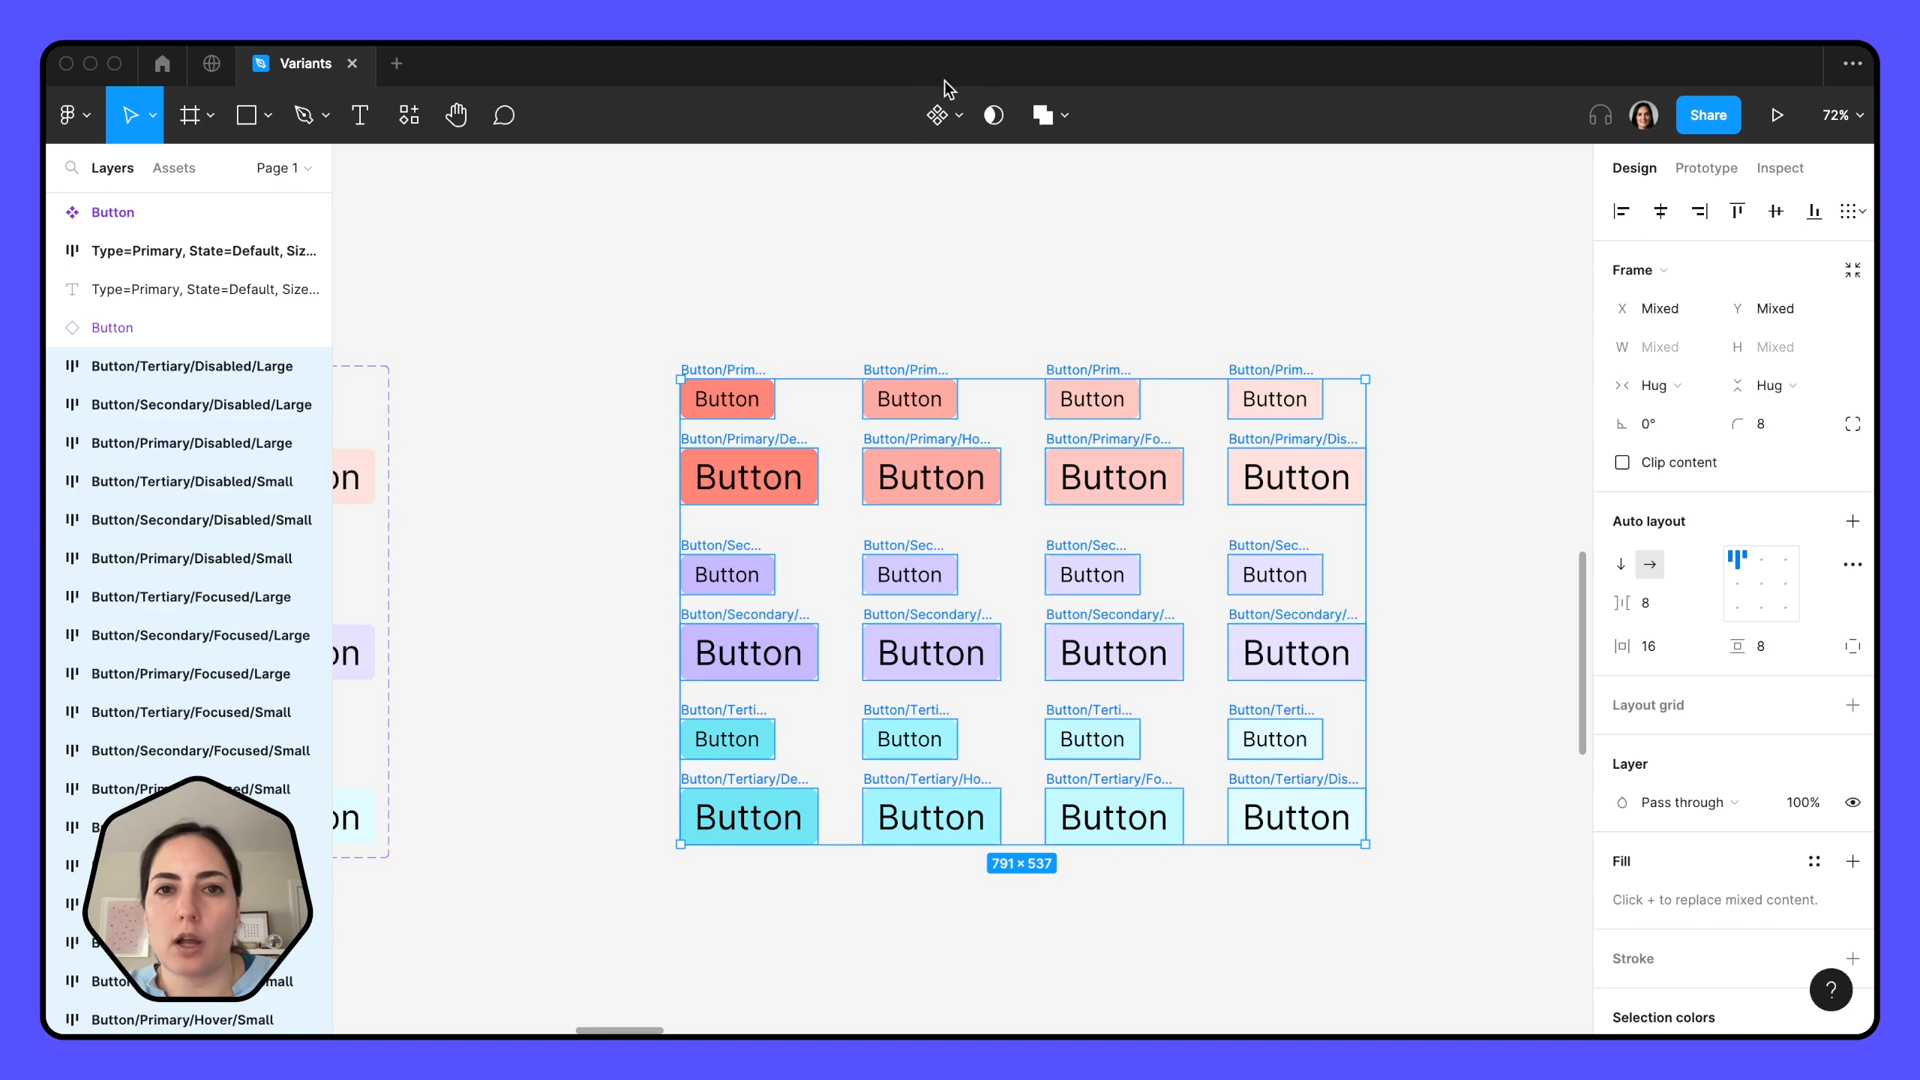 Variants
Share
72%
Layers
Assets
Page 1
Button
Type=Primary, State=Default, Siz...
Type=Primary, State=Default, Size...
Button
Button/Tertiary/Disabled/Large
Button/Secondary/Disabled/Large
Button/Primary/Disabled/Large
Button/Tertiary/Disabled/Small
Button/Secondary/Disabled/Small
Button/Primary/Disabled/Small
Button/Tertiary/Focused/Large
Button/Secondary/Focused/Large
Button/Primary/Focused/Large
Button/Tertiary/Focused/Small
Button/Secondary/Focused/Small
Button/Primary/Hover/Small
on
on
on
Button/Prim... Button/Prim... Button/Prim... Button/Prim...
Button Button Button Button
Button/Primary/De... Button/Primary/Ho... Button/Primary/Fo... Button/Primary/Dis...
Button Button Button Button
Button/Sec... Button/Sec... Button/Sec... Button/Sec...
Button Button Button Button
Button/Secondary/... Button/Secondary/... Button/Secondary/... Button/Secondary/...
Button Button Button Button
Button/Terti... Button/Terti... Button/Terti... Button/Terti...
Button Button Button Button
Button/Tertiary/De... Button/Tertiary/Ho... Button/Tertiary/Fo... Button/Tertiary/Dis...
Button Button Button Button
791 × 537
Design Prototype Inspect
Frame
X Mixed Y Mixed
W Mixed H Mixed
Hug Hug
0° 8
Clip content
Auto layout
8
16 8
Layout grid
Layer
Pass through 100%
Fill
Click + to replace mixed content.
Stroke
?
Selection colors